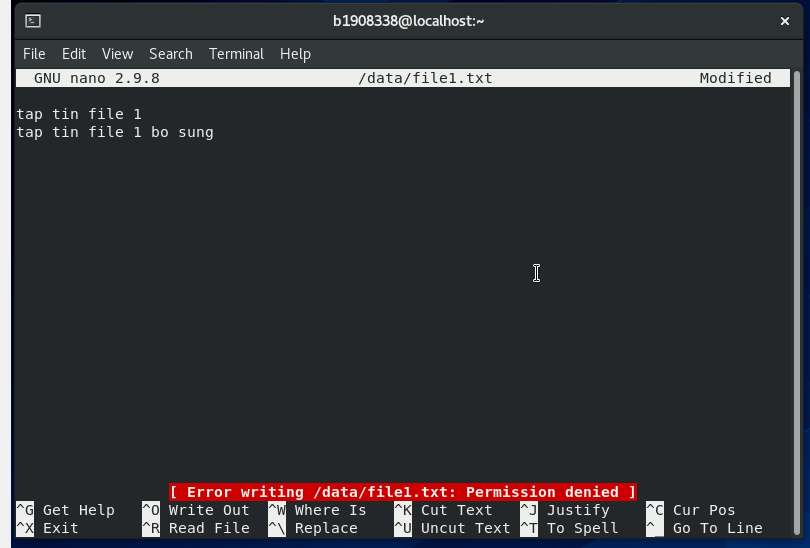 b1908338@localhost:~
File Edit View Search Terminal Help
GNU nano 2.9.8 /data/file1.txt Modified
tap tin file 1
tap tin file 1 bo sung
[ Error writing /data/file1.txt: Permission denied ]
^G Get Help ^O Write Out ^W Where Is ^K Cut Text ^J Justify ^C Cur Pos
^X Exit ^R Read File ^\ Replace ^U Uncut Text ^T To Spell ^_ Go To Line